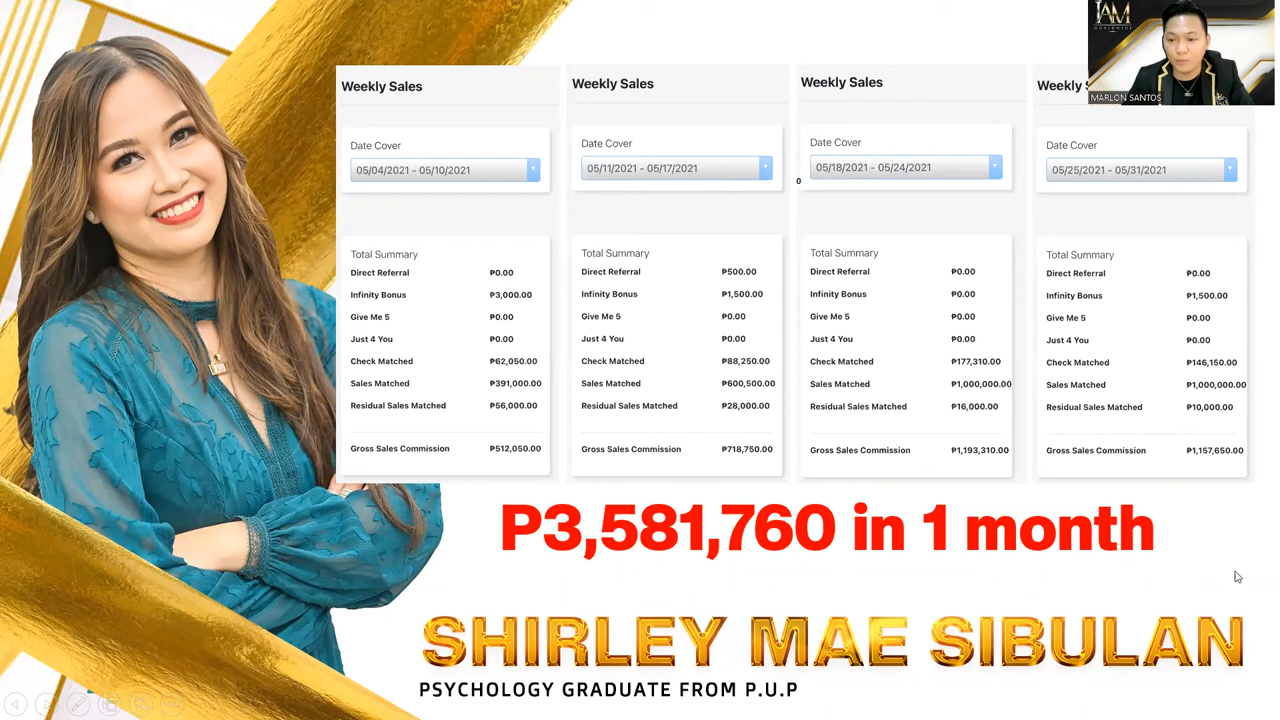 Weekly Sales
Date Cover
05/04/2021 - 05/10/2021
Total Summary
Direct Referral ₱0.00
Infinity Bonus ₱3,000.00
Give Me 5 ₱0.00
Just 4 You ₱0.00
Check Matched ₱62,050.00
Sales Matched ₱391,000.00
Residual Sales Matched ₱56,000.00
Gross Sales Commission ₱512,050.00
Weekly Sales
Date Cover
05/11/2021 - 05/17/2021
Total Summary
Direct Referral ₱500.00
Infinity Bonus ₱1,500.00
Give Me 5 ₱0.00
Just 4 You ₱0.00
Check Matched ₱88,250.00
Sales Matched ₱600,500.00
Residual Sales Matched ₱28,000.00
Gross Sales Commission ₱718,750.00
Weekly Sales
Date Cover
05/18/2021 - 05/24/2021
0
Total Summary
Direct Referral ₱0.00
Infinity Bonus ₱0.00
Give Me 5 ₱0.00
Just 4 You ₱0.00
Check Matched ₱177,310.00
Sales Matched ₱1,000,000.00
Residual Sales Matched ₱16,000.00
Gross Sales Commission ₱1,193,310.00
Weekly S
Date Cover
05/25/2021 - 05/31/2021
Total Summary
Direct Referral ₱0.00
Infinity Bonus ₱1,500.00
Give Me 5 ₱0.00
Just 4 You ₱0.00
Check Matched ₱146,150.00
Sales Matched ₱1,000,000.00
Residual Sales Matched ₱10,000.00
Gross Sales Commission ₱1,157,650.00
IAM
WORLDWIDE
MARLON SANTOS
P3,581,760 in 1 month
SHIRLEY MAE SIBULAN
PSYCHOLOGY GRADUATE FROM P.U.P